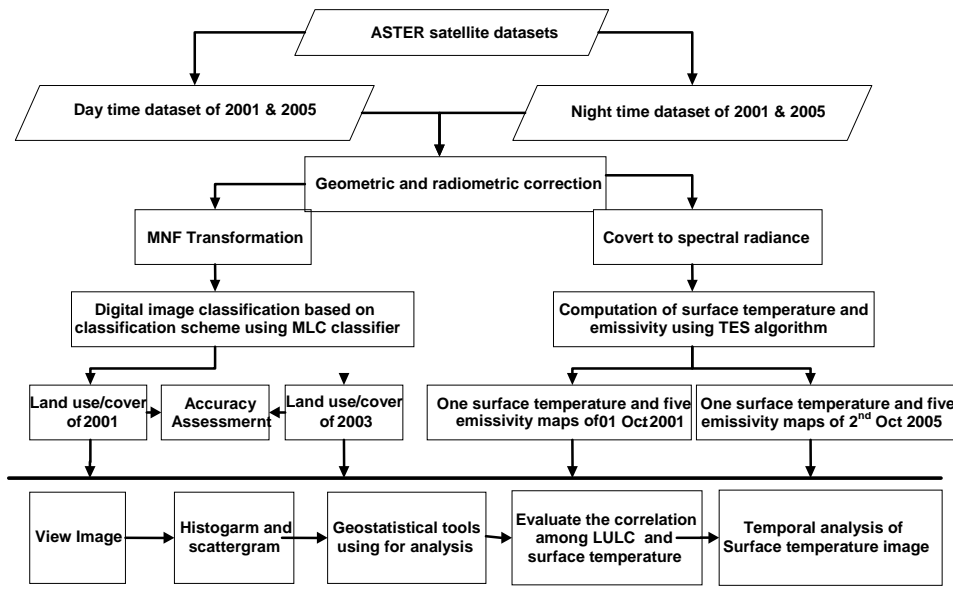 ASTER satellite datasets
Day time dataset of 2001 & 2005
Night time dataset of 2001 & 2005
Geometric and radiometric correction
MNF Transformation
Covert to spectral radiance
Digital image classification based on
classification scheme using MLC classifier
Computation of surface temperature and
emissivity using TES algorithm
Land use/cover
of 2001
Accuracy
Assessmernt
Land use/cover
of 2003
One surface temperature and five
emissivity maps of 01 Oct 2001
One surface temperature and five
emissivity maps of 2nd Oct 2005
View Image
Histogarm and
scattergram
Geostatistical tools
using for analysis
Evaluate the correlation
among LULC and
surface temperature
Temporal analysis of
Surface temperature image